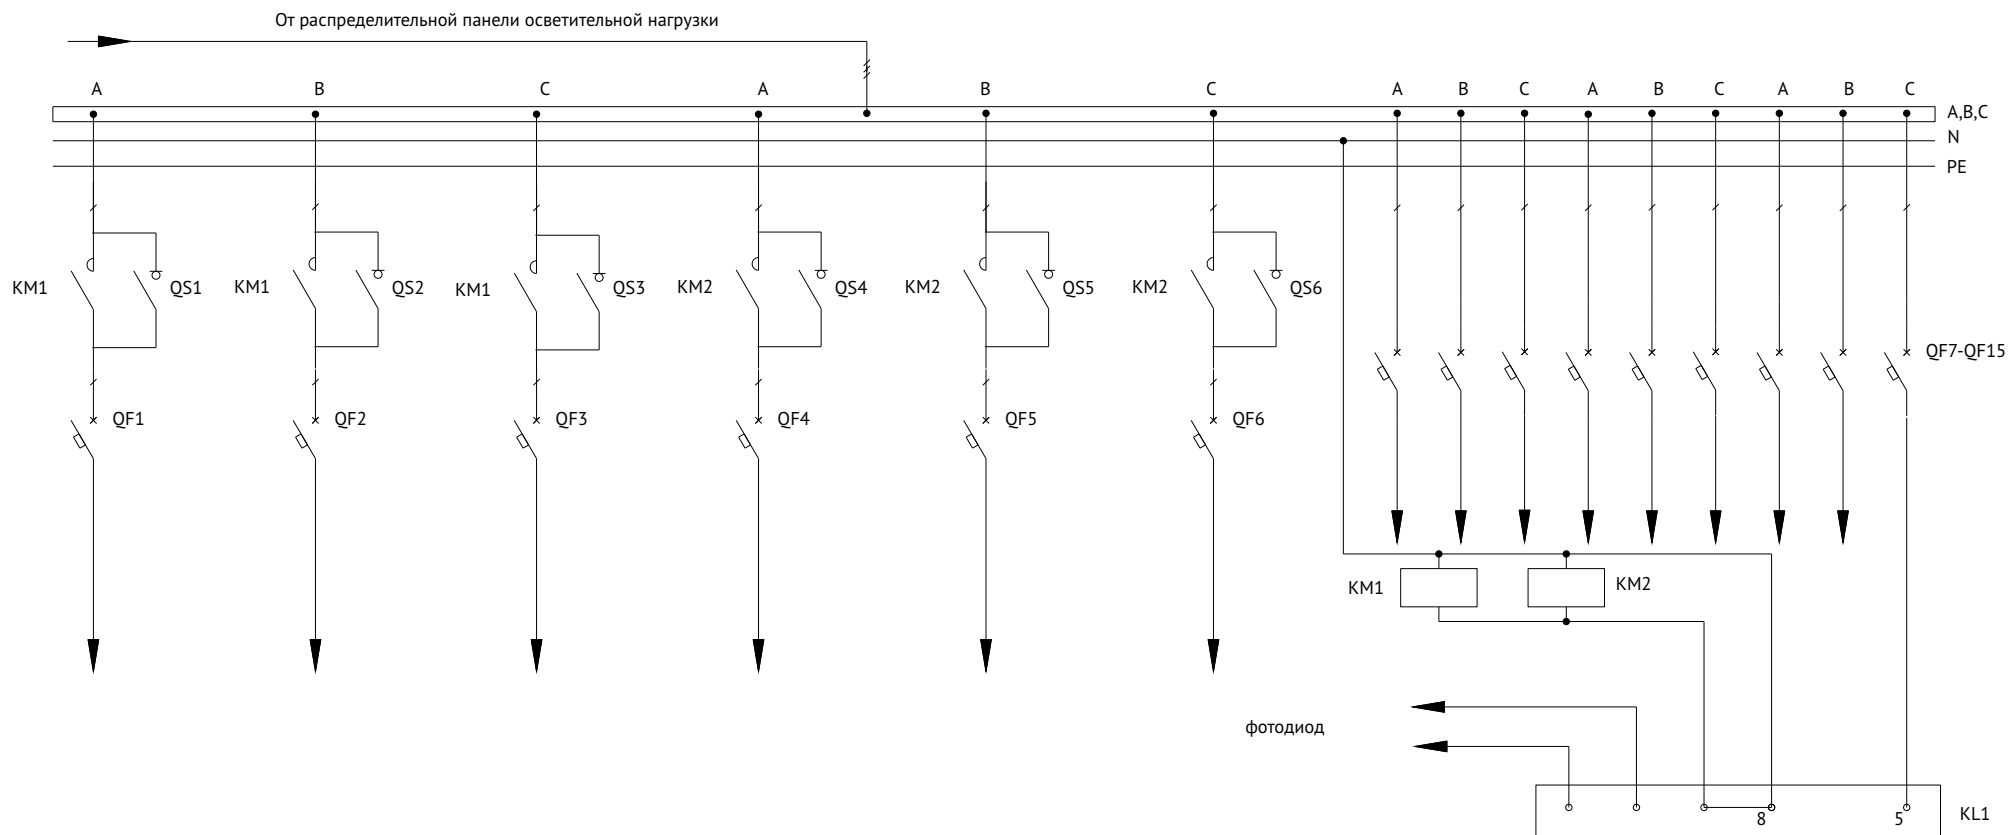 От распределительной панели осветительной нагрузки
A B C A B C A B C A B C A B C
A,B,C
N
PE
KM1 QS1 KM1 QS2 KM1 QS3 KM2 QS4 KM2 QS5 KM2 QS6
QF7-QF15
QF1 QF2 QF3 QF4 QF5 QF6
KM1 KM2
фотодиод
8 5 KL1